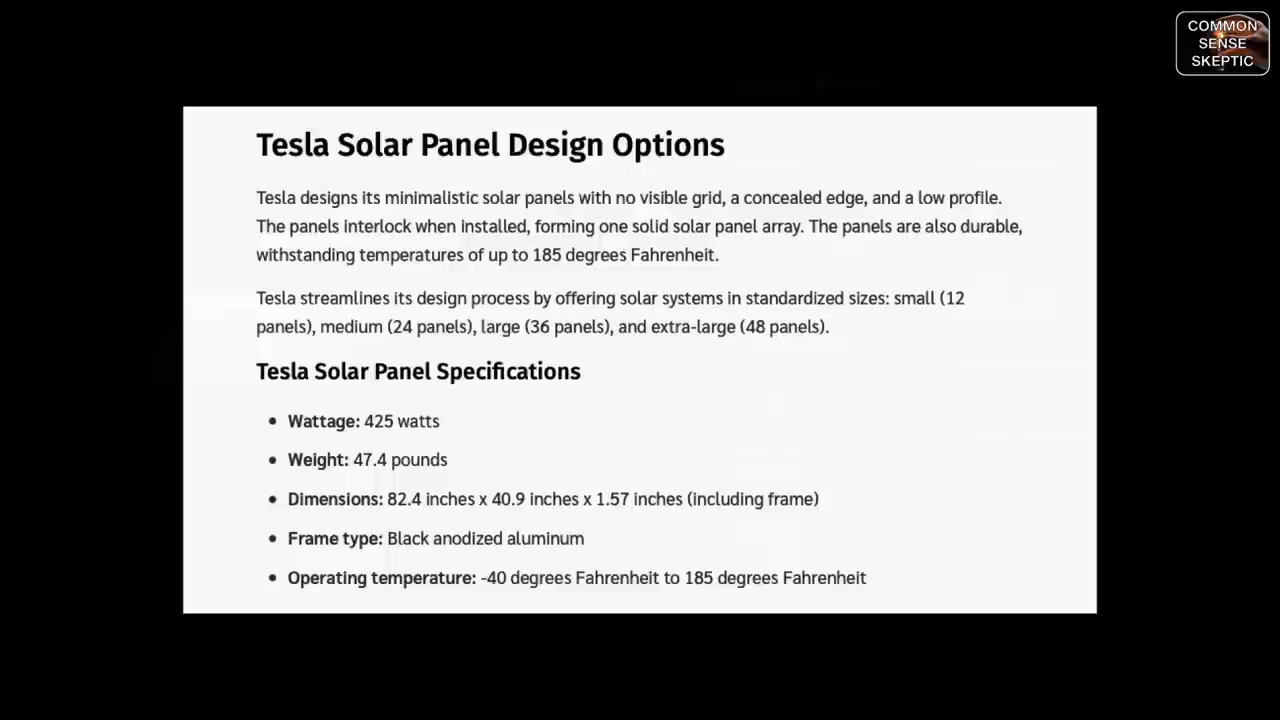 COMMON
SENSE
SKEPTIC
Tesla Solar Panel Design Options
Tesla designs its minimalistic solar panels with no visible grid, a concealed edge, and a low profile.
The panels interlock when installed, forming one solid solar panel array. The panels are also durable,
withstanding temperatures of up to 185 degrees Fahrenheit.
Tesla streamlines its design process by offering solar systems in standardized sizes: small (12
panels), medium (24 panels), large (36 panels), and extra-large (48 panels).
Tesla Solar Panel Specifications
• Wattage: 425 watts
• Weight: 47.4 pounds
• Dimensions: 82.4 inches x 40.9 inches x 1.57 inches (including frame)
• Frame type: Black anodized aluminum
• Operating temperature: -40 degrees Fahrenheit to 185 degrees Fahrenheit